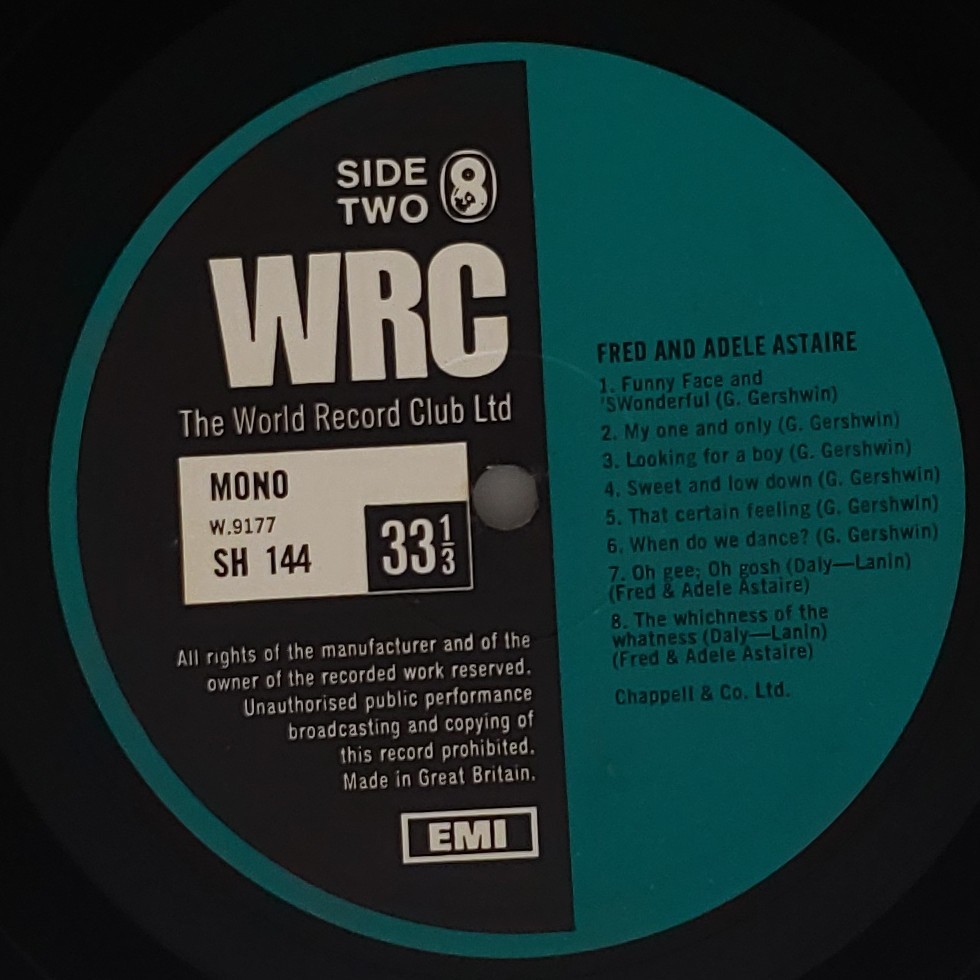 SIDE
TWO
WRC
The World Record Club Ltd
MONO
W.9177
SH 144
33 1/3
All rights of the manufacturer and of the
owner of the recorded work reserved.
Unauthorised public performance
broadcasting and copying of
this record prohibited.
Made in Great Britain.
EMI
FRED AND ADELE ASTAIRE
1. Funny Face and
'SWonderful (G. Gershwin)
2. My one and only (G. Gershwin)
3. Looking for a boy (G. Gershwin)
4. Sweet and low down (G. Gershwin)
5. That certain feeling (G. Gershwin)
6. When do we dance? (G. Gershwin)
7. Oh gee; Oh gosh (Daly—Lanin)
(Fred & Adele Astaire)
8. The whichness of the
whatness (Daly—Lanin)
(Fred & Adele Astaire)
Chappell & Co. Ltd.